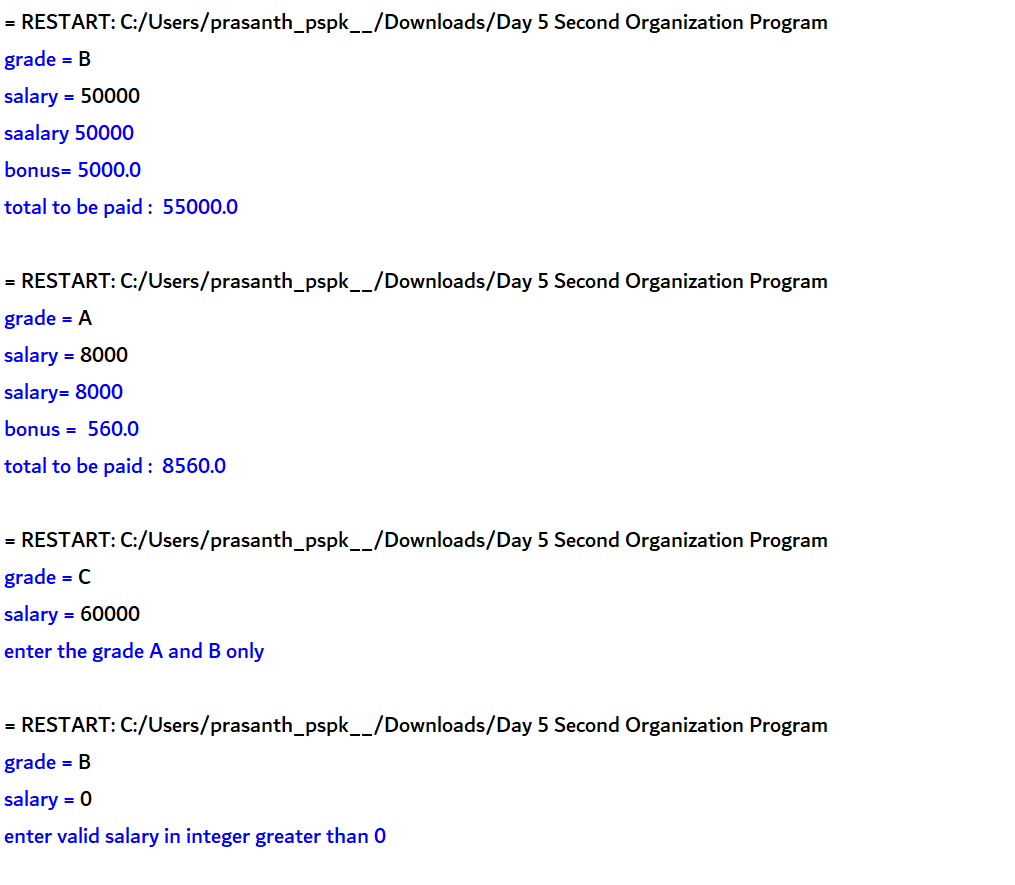 = RESTART: C:/Users/prasanth_pspk__/Downloads/Day 5 Second Organization Program
grade = B
salary = 50000
saalary 50000
bonus= 5000.0
total to be paid :  55000.0
= RESTART: C:/Users/prasanth_pspk__/Downloads/Day 5 Second Organization Program
grade = A
salary = 8000
salary= 8000
bonus =  560.0
total to be paid :  8560.0
= RESTART: C:/Users/prasanth_pspk__/Downloads/Day 5 Second Organization Program
grade = C
salary = 60000
enter the grade A and B only
= RESTART: C:/Users/prasanth_pspk__/Downloads/Day 5 Second Organization Program
grade = B
salary = 0
enter valid salary in integer greater than 0